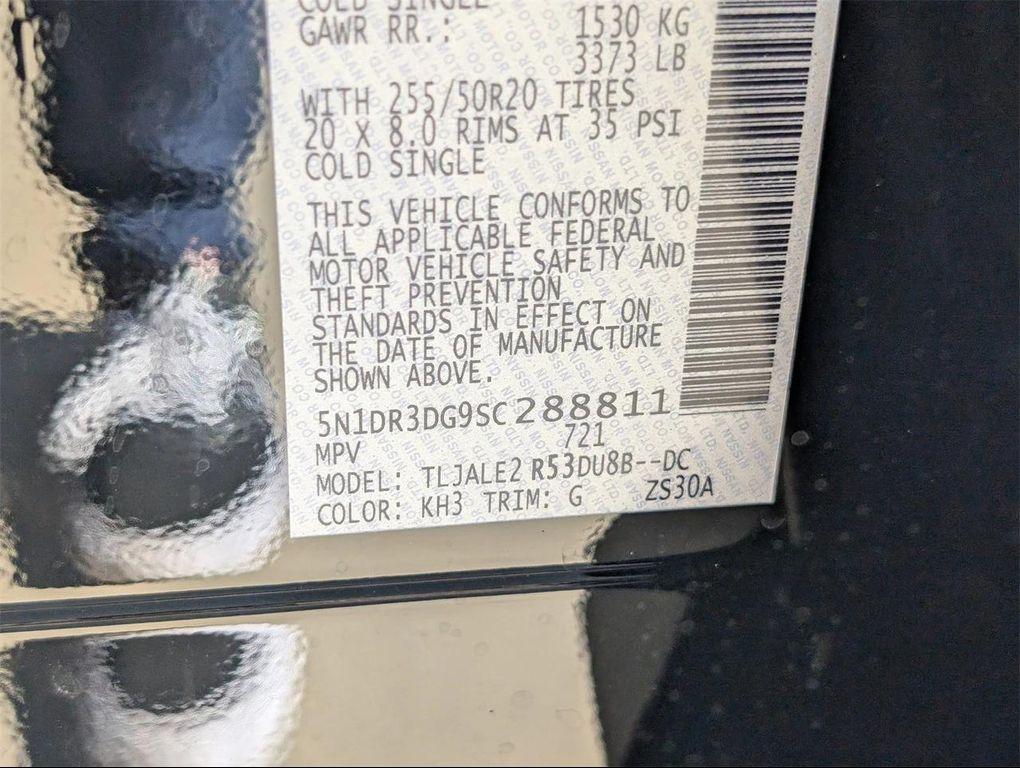 COLD SINGLE
GAWR RR.: 1530 KG
3373 LB
WITH 255/50R20 TIRES
20 X 8.0 RIMS AT 35 PSI
COLD SINGLE
THIS VEHICLE CONFORMS TO
ALL APPLICABLE FEDERAL
MOTOR VEHICLE SAFETY AND
THEFT PREVENTION
STANDARDS IN EFFECT ON
THE DATE OF MANUFACTURE
SHOWN ABOVE.
5N1DR3DG9SC288811
MPV 721
MODEL: TLJALE2 R53DU8B--DC
COLOR: KH3 TRIM: G ZS30A